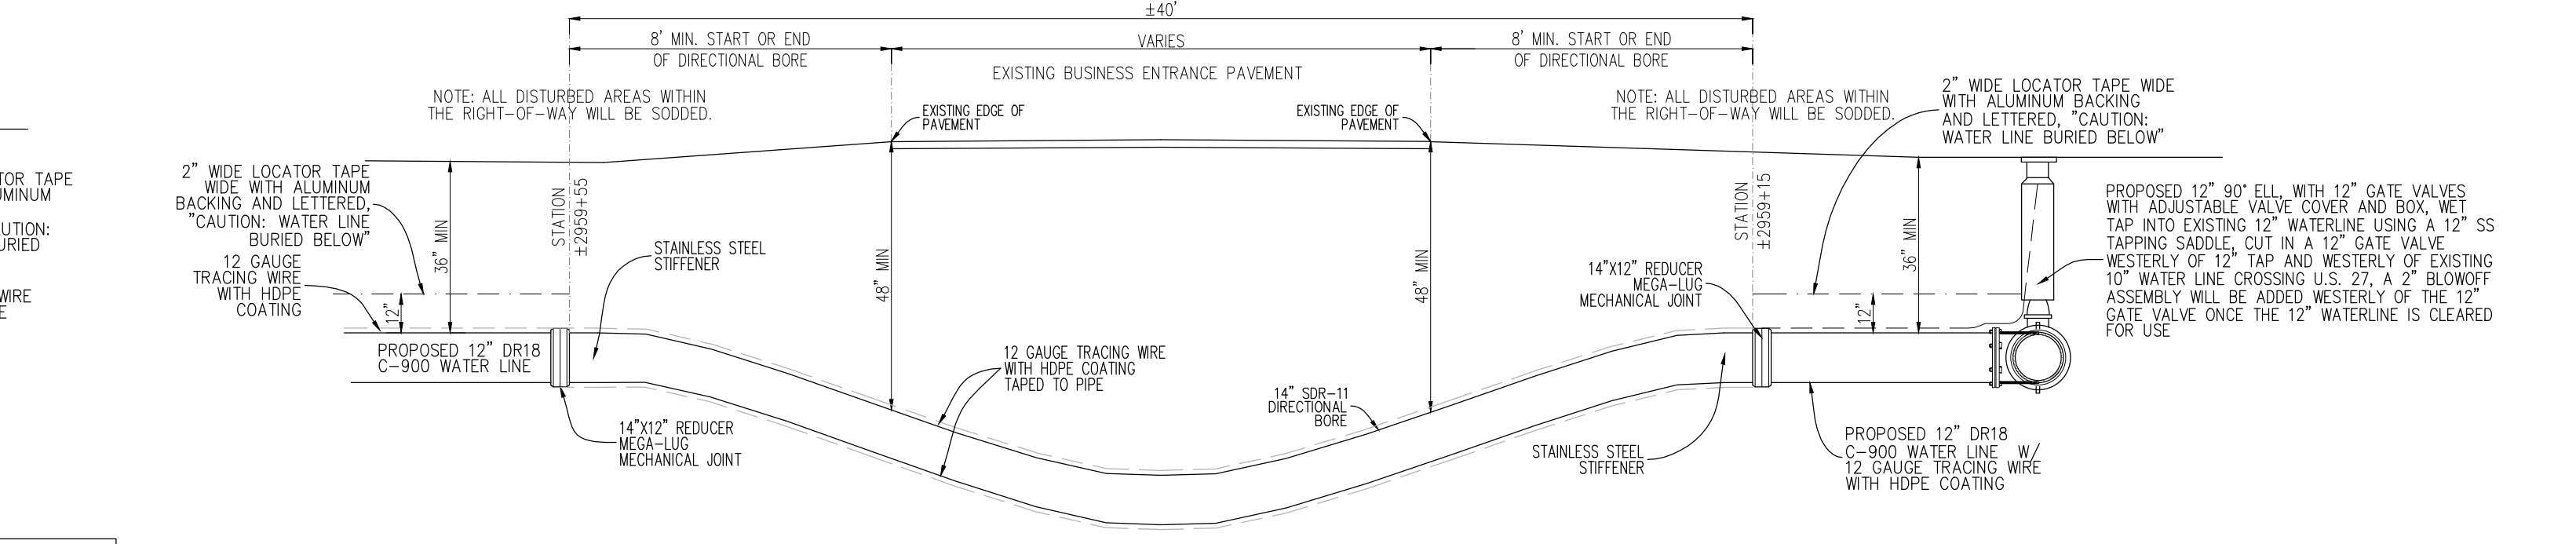 ±40'
8' MIN. START OR END
OF DIRECTIONAL BORE
VARIES
EXISTING BUSINESS ENTRANCE PAVEMENT
8' MIN. START OR END
OF DIRECTIONAL BORE
NOTE: ALL DISTURBED AREAS WITHIN
THE RIGHT-OF-WAY WILL BE SODDED.
EXISTING EDGE OF
PAVEMENT
EXISTING EDGE OF
PAVEMENT
NOTE: ALL DISTURBED AREAS WITHIN
THE RIGHT-OF-WAY WILL BE SODDED.
2" WIDE LOCATOR TAPE WIDE
WITH ALUMINUM BACKING
AND LETTERED, "CAUTION:
WATER LINE BURIED BELOW"
TOR TAPE
UMINUM
AUTION:
URIED
WIRE
E
2" WIDE LOCATOR TAPE
WIDE WITH ALUMINUM
BACKING AND LETTERED,
"CAUTION: WATER LINE
BURIED BELOW"
12 GAUGE
TRACING WIRE
WITH HDPE
COATING
12"
36" MIN
STATION
±2959+55
STAINLESS STEEL
STIFFENER
48" MIN
48" MIN
14"X12" REDUCER
MEGA-LUG
MECHANICAL JOINT
STATION
±2959+15
12"
36" MIN
PROPOSED 12" 90° ELL, WITH 12" GATE VALVES
WITH ADJUSTABLE VALVE COVER AND BOX, WET
TAP INTO EXISTING 12" WATERLINE USING A 12" SS
TAPPING SADDLE, CUT IN A 12" GATE VALVE
WESTERLY OF 12" TAP AND WESTERLY OF EXISTING
10" WATER LINE CROSSING U.S. 27, A 2" BLOWOFF
ASSEMBLY WILL BE ADDED WESTERLY OF THE 12"
GATE VALVE ONCE THE 12" WATERLINE IS CLEARED
FOR USE
PROPOSED 12" DR18
C-900 WATER LINE
14"X12" REDUCER
MEGA-LUG
MECHANICAL JOINT
12 GAUGE TRACING WIRE
WITH HDPE COATING
TAPED TO PIPE
14" SDR-11
DIRECTIONAL
BORE
STAINLESS STEEL
STIFFENER
PROPOSED 12" DR18
C-900 WATER LINE W/
12 GAUGE TRACING WIRE
WITH HDPE COATING